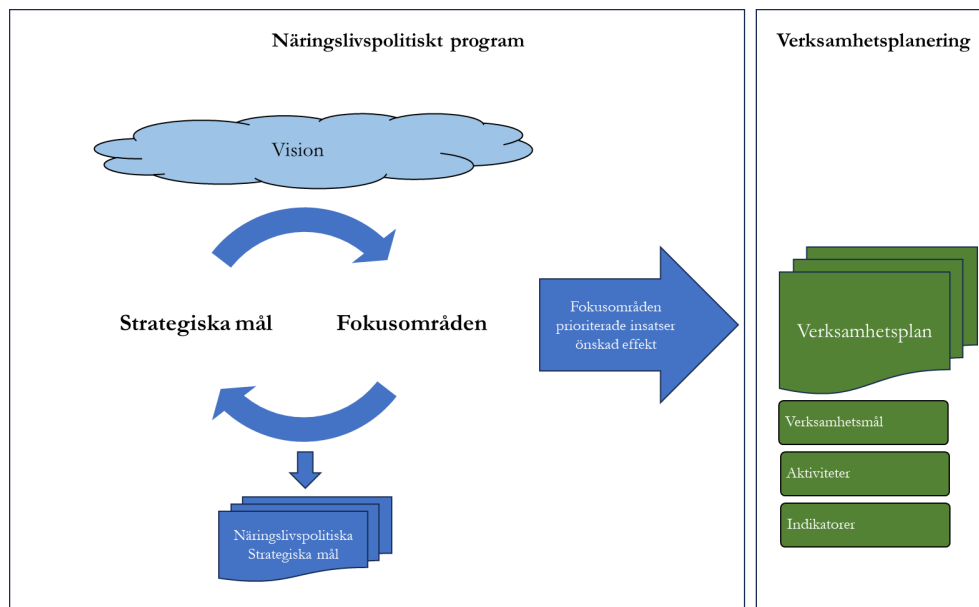 Näringslivspolitiskt program
Vision
Strategiska mål
Fokusområden
Fokusområden
prioriterade insatser
önskad effekt
Näringslivspolitiska
Strategiska mål
Verksamhetsplanering
Verksamhetsplan
Verksamhetsmål
Aktiviteter
Indikatorer